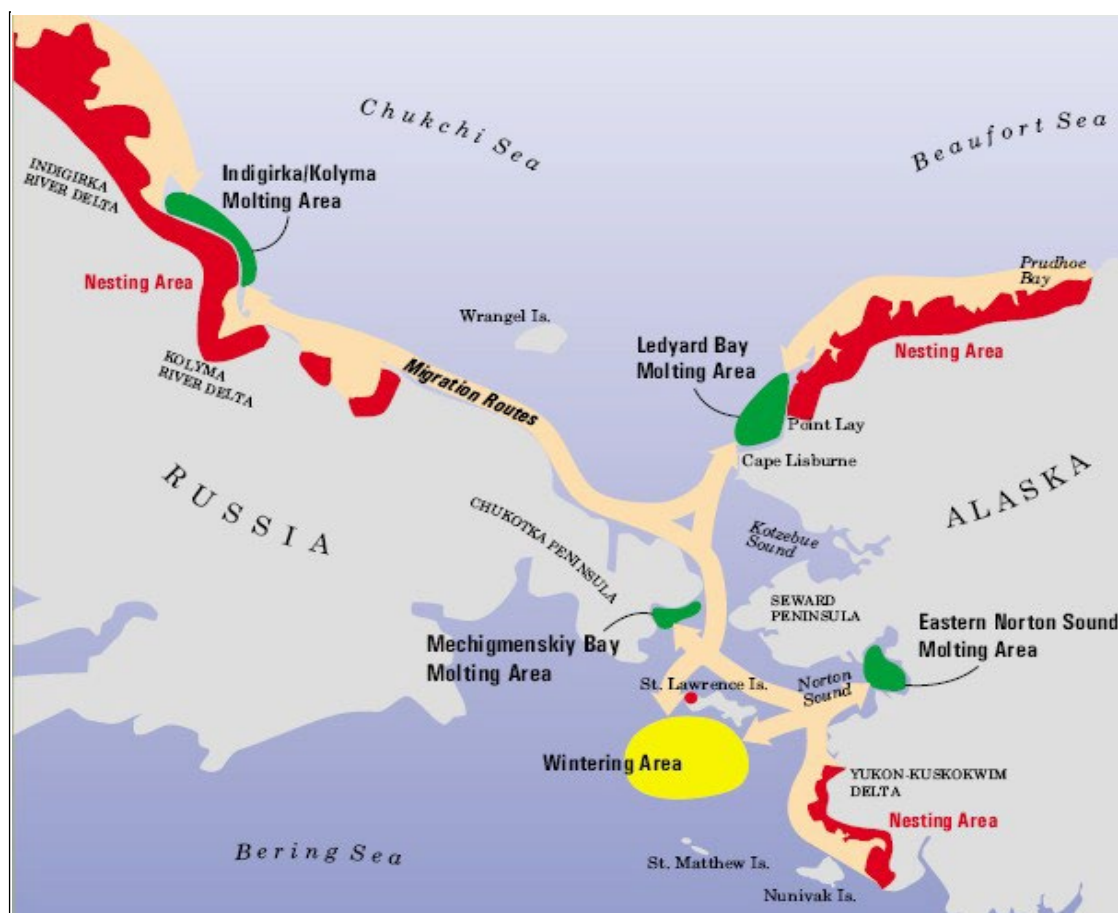 Chukchi Sea
Beaufort Sea
INDIGIRKA
RIVER DELTA
Indigirka/Kolyma
Molting Area
Nesting Area
Prudhoe
Bay
Wrangel Is.
Ledyard Bay
Molting Area
Nesting Area
KOLYMA
RIVER DELTA
Migration Routes
Point Lay
Cape Lisburne
RUSSIA
ALASKA
CHUKOTKA PENINSULA
Kotzebue
Sound
SEWARD
PENINSULA
Eastern Norton Sound
Molting Area
Mechigmenskiy Bay
Molting Area
St. Lawrence Is.
Norton
Sound
Wintering Area
YUKON-KUSKOKWIM
DELTA
Nesting Area
Bering Sea
St. Matthew Is.
Nunivak Is.